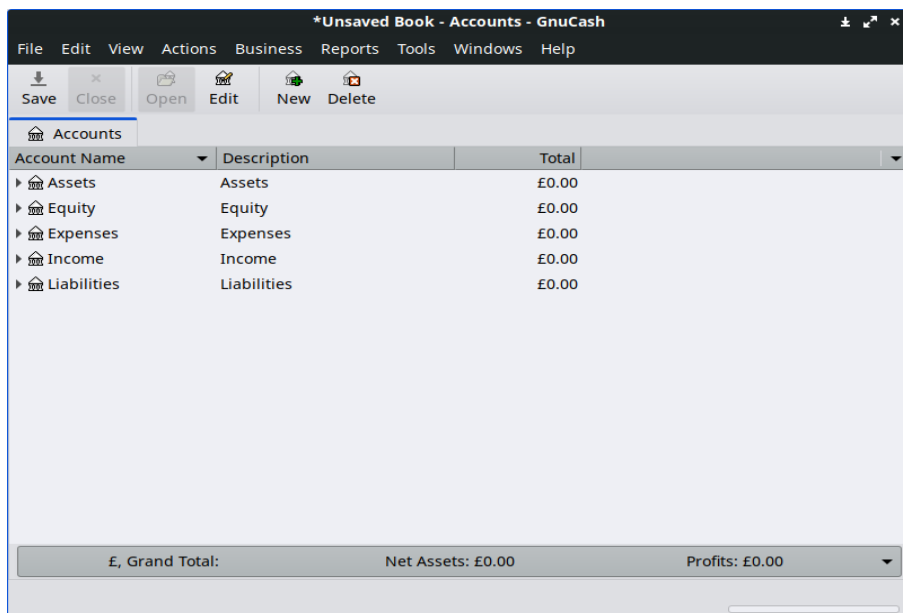 *Unsaved Book - Accounts - GnuCash
File Edit View Actions Business Reports Tools Windows Help
Save Close Open Edit New Delete
Accounts
Account Name Description Total
Assets Assets £0.00
Equity Equity £0.00
Expenses Expenses £0.00
Income Income £0.00
Liabilities Liabilities £0.00
£, Grand Total: Net Assets: £0.00 Profits: £0.00